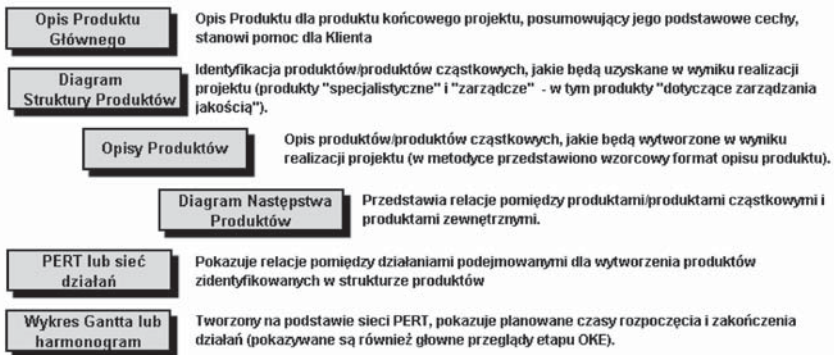 Opis Produktu
Głównego
Opis Produktu dla produktu końcowego projektu, posumowujący jego podstawowe cechy,
stanowi pomoc dla Klienta
Diagram
Struktury Produktów
Identyfikacja produktów/produktów cząstkowych, jakie będą uzyskane w wyniku realizacji
projektu (produkty "specjalistyczne" i "zarządcze" - w tym produkty "dotyczące zarządzania
jakością").
Opisy Produktów
Opis produktów/produktów cząstkowych, jakie będą wytworzone w wyniku
realizacji projektu (w metodyce przedstawiono wzorcowy format opisu produktu).
Diagram Następstwa
Produktów
Przedstawia relacje pomiędzy produktami/produktami cząstkowymi i
produktami zewnętrznymi.
PERT lub sieć
działań
Pokazuje relacje pomiędzy działaniami podejmowanymi dla wytworzenia produktów
zidentyfikowanych w strukturze produktów
Wykres Gantta lub
harmonogram
Tworzony na podstawie sieci PERT, pokazuje planowane czasy rozpoczęcia i zakończenia
działań (pokazywane są również głowne przeglądy etapu OKE).